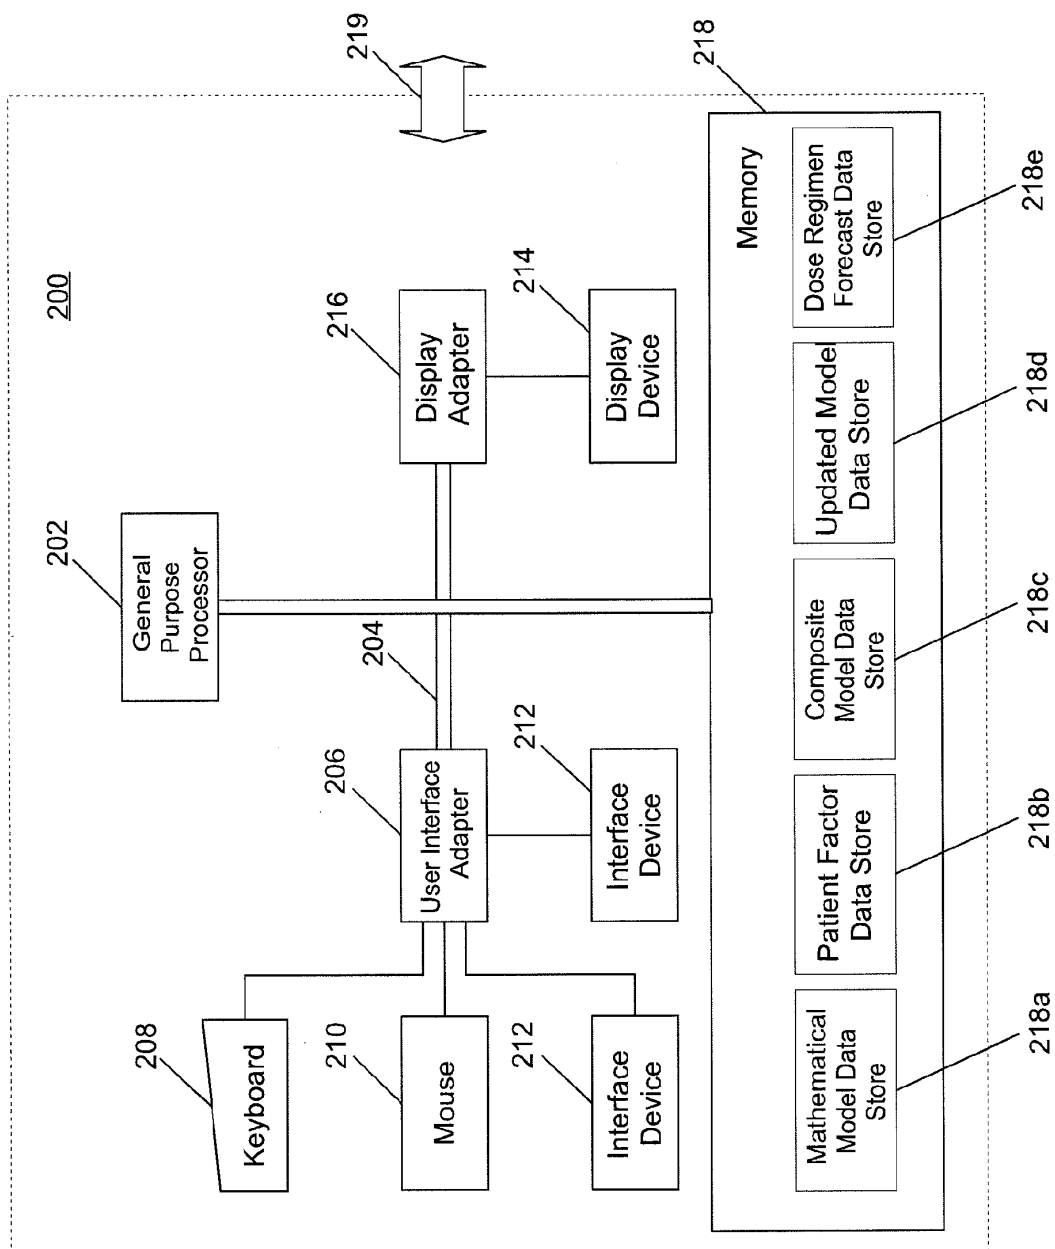 200
202
General
Purpose
Processor
219
208
Keyboard
206
User Interface
Adapter
204
216
Display
Adapter
210
Mouse
212
Interface
Device
212
Interface
Device
214
Display
Device
218
Memory
Mathematical
Model Data
Store
Patient Factor
Data Store
Composite
Model Data
Store
Updated Model
Data Store
Dose Regimen
Forecast Data
Store
218a
218b
218c
218d
218e